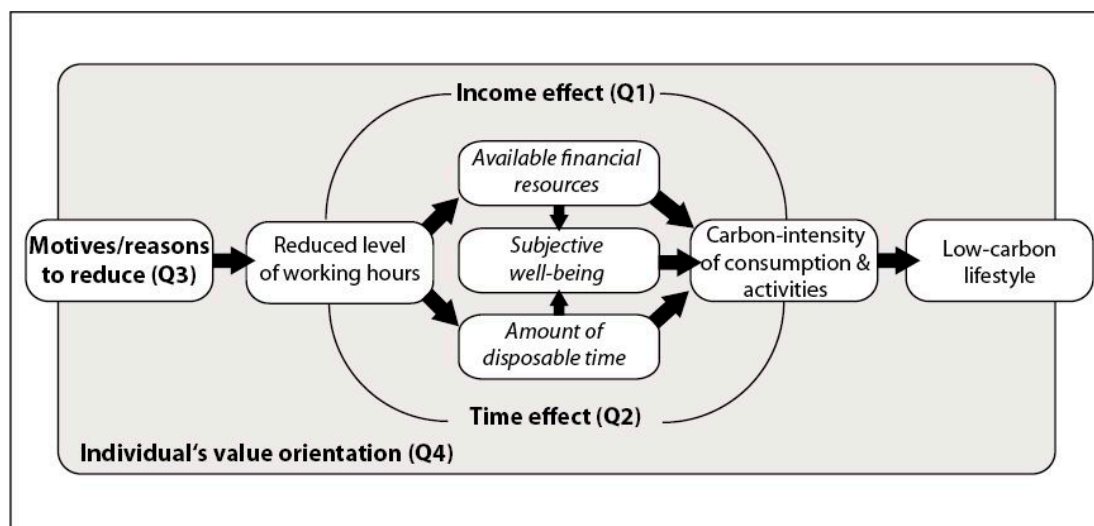 Income effect (Q1)
Available financial
resources
Motives/reasons
to reduce (Q3)
Reduced level
of working hours
Subjective
well-being
Carbon-intensity
of consumption &
activities
Low-carbon
lifestyle
Amount of
disposable time
Time effect (Q2)
Individual‘s value orientation (Q4)